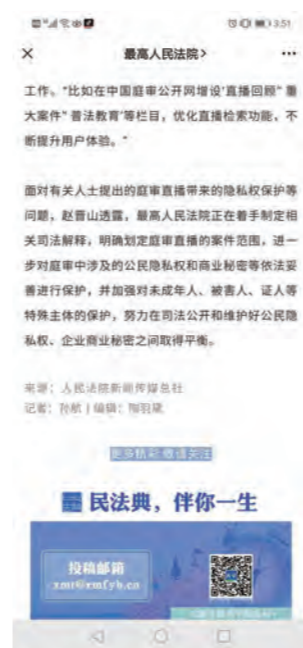 3:51
最高人民法院>
工作。“比如在中国庭审公开网增设‘直播回顾’‘重
大案件’‘普法教育’等栏目，优化直播检索功能，不
断提升用户体验。”
面对有关人士提出的庭审直播带来的隐私权保护等
问题，赵晋山透露，最高人民法院正在着手制定相
关司法解释，明确划定庭审直播的案件范围，进一
步对庭审中涉及的公民隐私权和商业秘密等依法妥
善进行保护，并加强对未成年人、被害人、证人等
特殊主体的保护，努力在司法公开和维护好公民隐
私权、企业商业秘密之间取得平衡。
来源：人民法院新闻传媒总社
记者：孙航 | 编辑：
更多精彩 敬请关注
民法典，伴你一生
投稿邮箱
xmt@rmfyb.cn